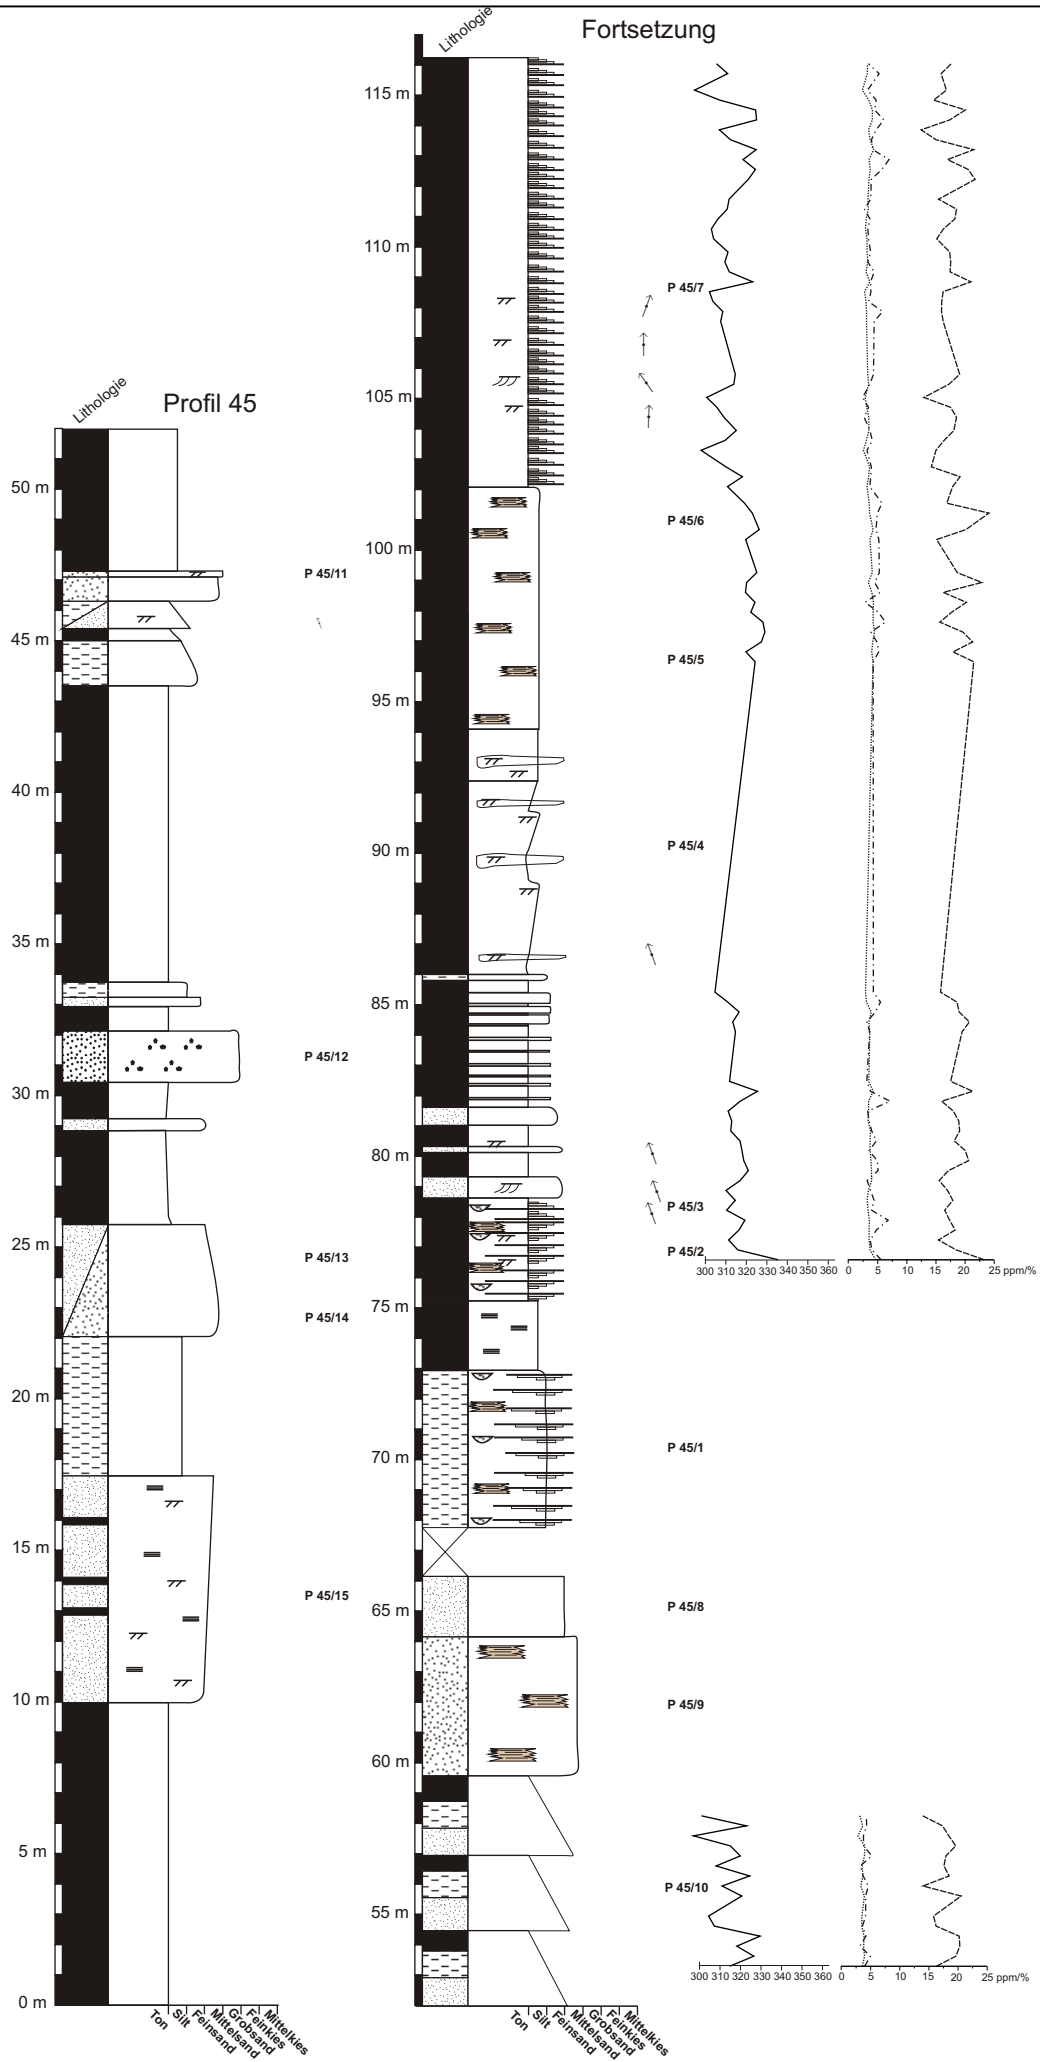 Fortsetzung
Lithologie
115 m
110 m
P 45/7
105 m
P 45/6
100 m
P 45/5
95 m
P 45/4
90 m
85 m
80 m
P 45/3
P 45/2
300 310 320 330 340 350 360 0 5 10 15 20 25 ppm/%
75 m
P 45/1
70 m
P 45/8
65 m
P 45/9
60 m
P 45/10
55 m
300 310 320 330 340 350 360 0 5 10 15 20 25 ppm/%
Ton Silt Feinsand Mittelsand Grobsand Feinkies Mittelkies
Profil 45
Lithologie
50 m
P 45/11
45 m
40 m
35 m
P 45/12
30 m
25 m
P 45/13
P 45/14
20 m
15 m
P 45/15
10 m
5 m
0 m
Ton Silt Feinsand Mittelsand Grobsand Feinkies Mittelkies